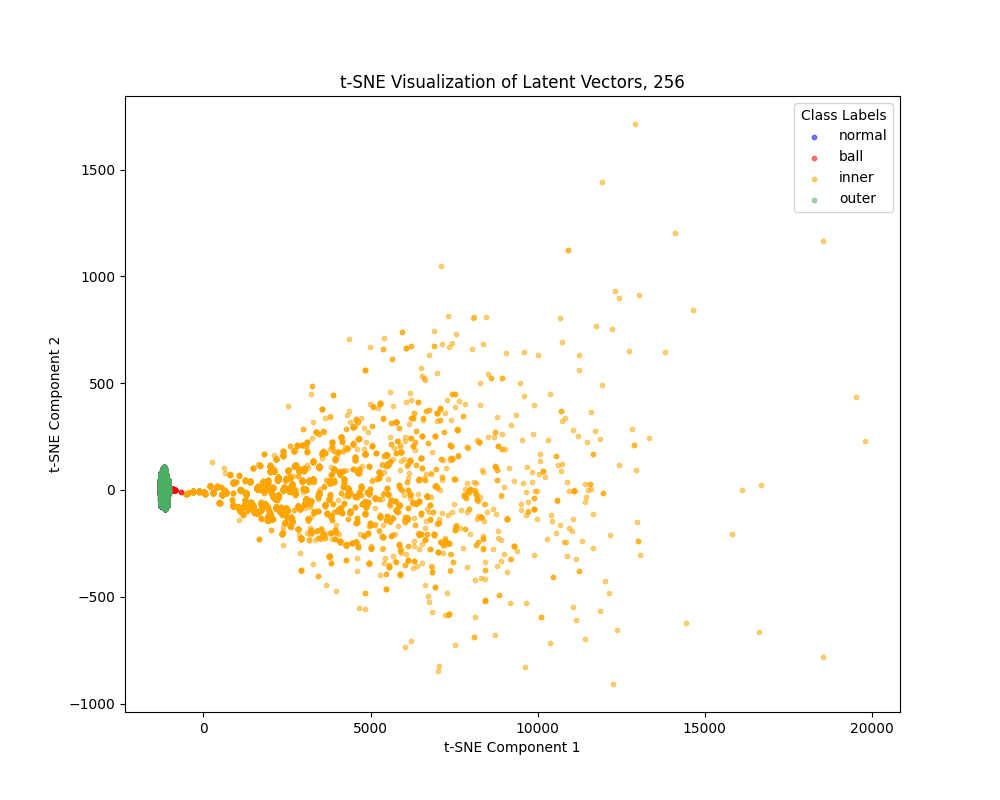 t-SNE Visualization of Latent Vectors, 256
Class Labels
normal
ball
inner
outer
1500
1000
500
0
−500
−1000
t-SNE Component 2
0
5000
10000
15000
20000
t-SNE Component 1